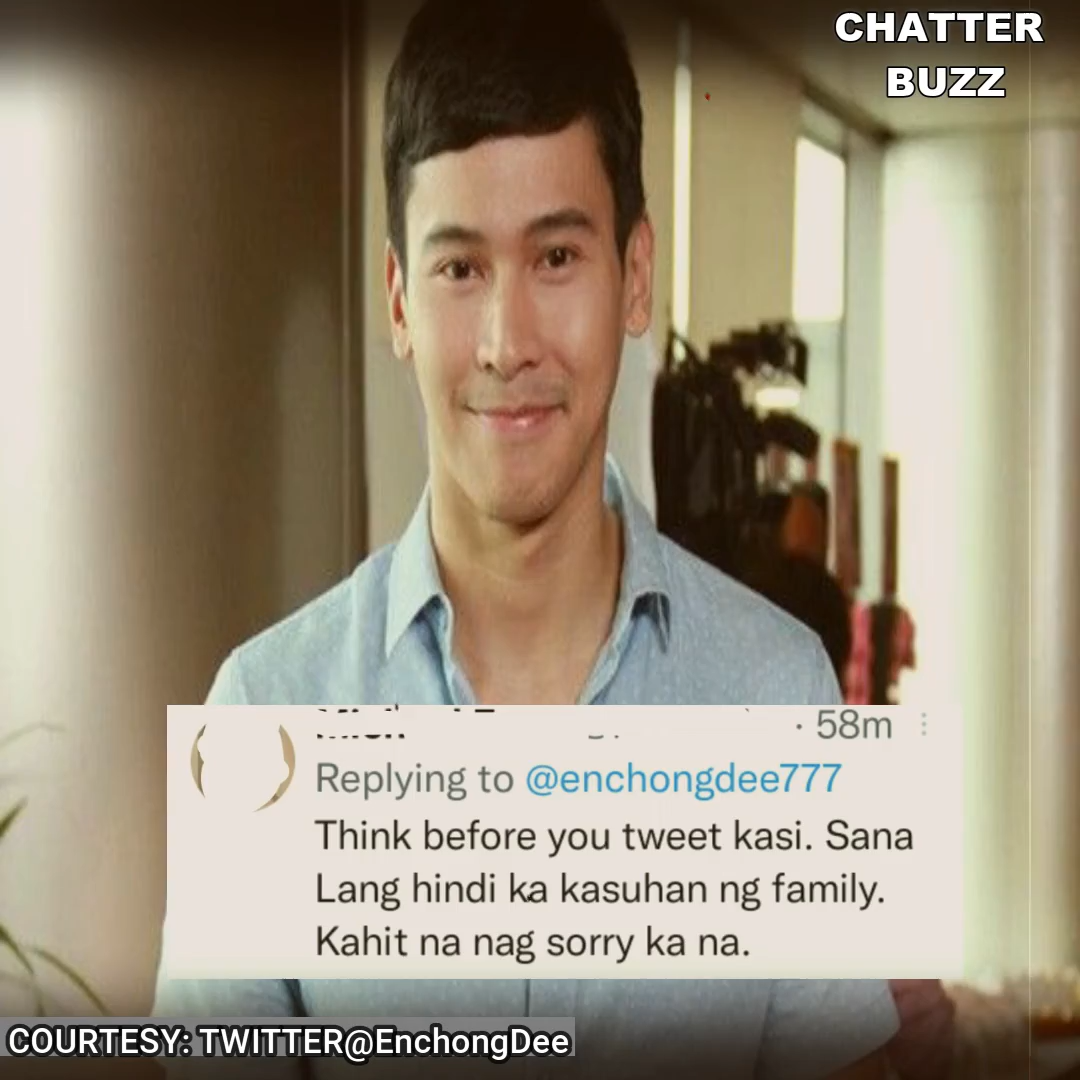 CHATTER
BUZZ
· 58m
Replying to @enchongdee777
Think before you tweet kasi. Sana
Lang hindi ka kasuhan ng family.
Kahit na nag sorry ka na.
COURTESY: TWITTER@EnchongDee